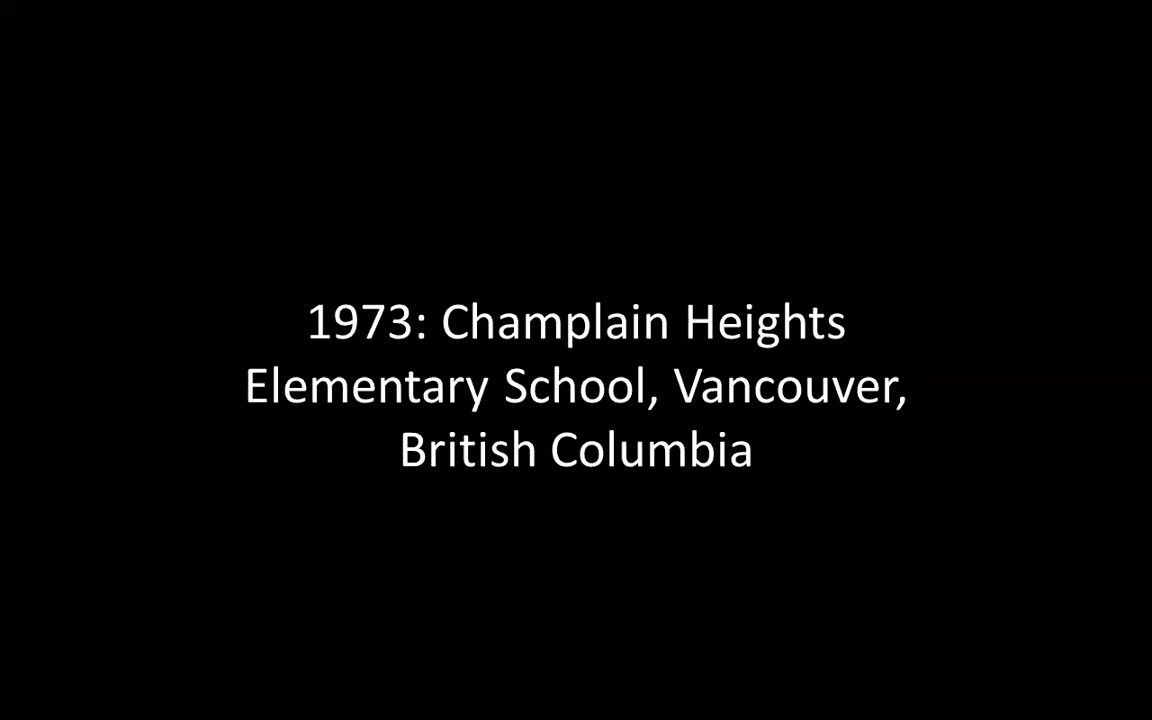 1973: Champlain Heights
Elementary School, Vancouver,
British Columbia